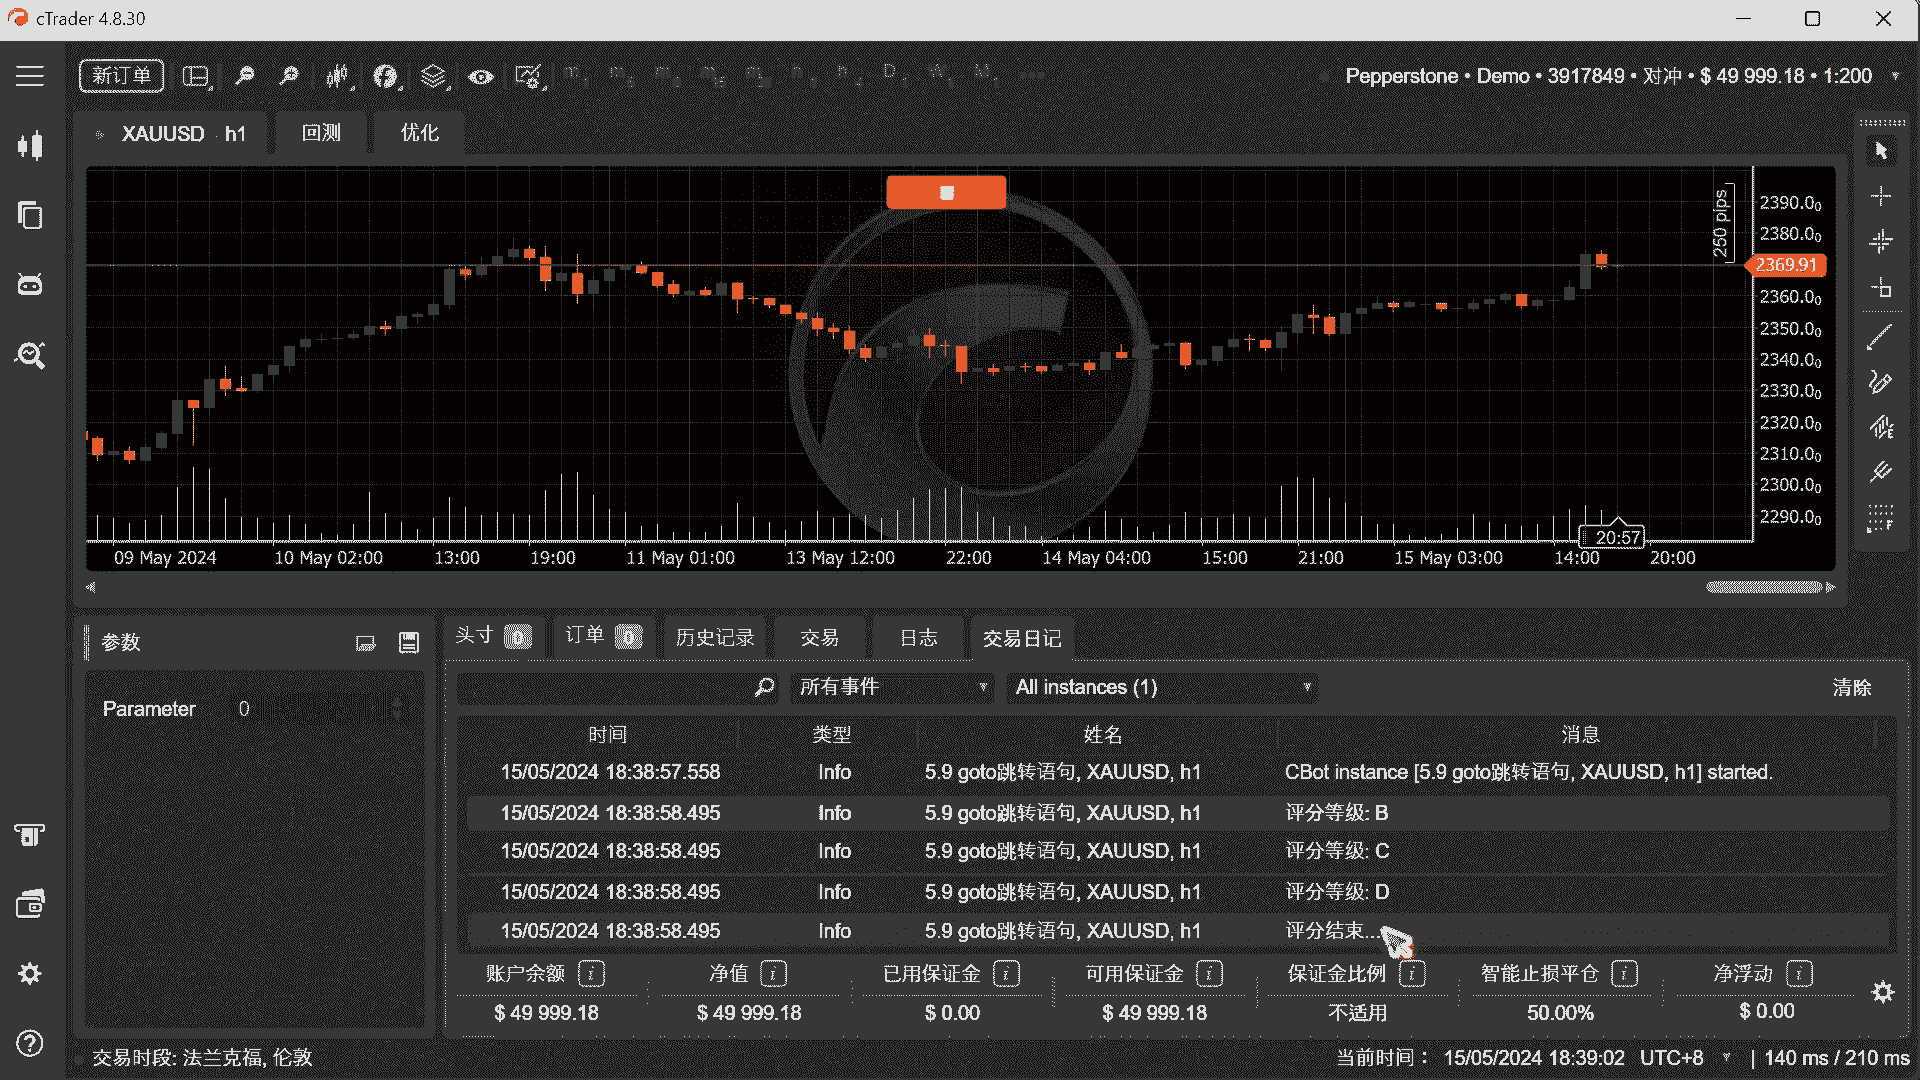 cTrader 4.8.30
新订单
Pepperstone • Demo • 3917849 • 对冲 • $ 49 999.18 • 1:200
XAUUSD · h1 回测 优化
250 pips
2390.00
2380.00
2369.91
2360.00
2350.00
2340.00
2330.00
2320.00
2310.00
2300.00
2290.00
20:57
09 May 2024 10 May 02:00 13:00 19:00 11 May 01:00 13 May 12:00 22:00 14 May 04:00 15:00 21:00 15 May 03:00 14:00 20:00
参数
Parameter 0
头寸 0 订单 0 历史记录 交易 日志 交易日记
所有事件 All instances (1) 清除
时间 类型 姓名 消息
15/05/2024 18:38:57.558 Info 5.9 goto跳转语句, XAUUSD, h1 CBot instance [5.9 goto跳转语句, XAUUSD, h1] started.
15/05/2024 18:38:58.495 Info 5.9 goto跳转语句, XAUUSD, h1 评分等级: B
15/05/2024 18:38:58.495 Info 5.9 goto跳转语句, XAUUSD, h1 评分等级: C
15/05/2024 18:38:58.495 Info 5.9 goto跳转语句, XAUUSD, h1 评分等级: D
15/05/2024 18:38:58.495 Info 5.9 goto跳转语句, XAUUSD, h1 评分结束...
账户余额 净值 已用保证金 可用保证金 保证金比例 智能止损平仓 净浮动
$ 49 999.18 $ 49 999.18 $ 0.00 $ 49 999.18 不适用 50.00% $ 0.00
交易时段: 法兰克福, 伦敦
当前时间： 15/05/2024 18:39:02 UTC+8 | 140 ms / 210 ms